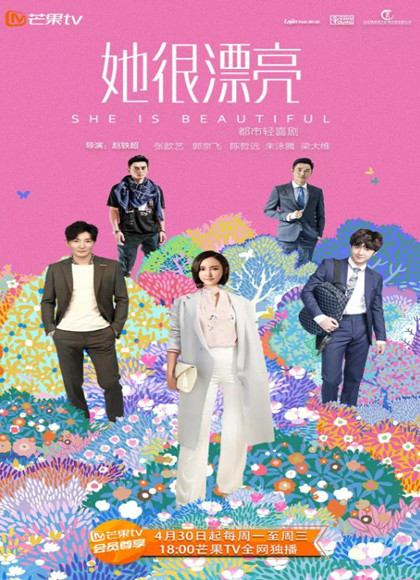 芒果tv
她很漂亮
SHE IS BEAUTIFUL
都市轻喜剧
导演：赵轶超 张歆艺 郭京飞 陈哲远 朱泳腾 梁大维
芒果tv
会员尊享
4月30日起每周一至周三
18:00芒果TV全网独播